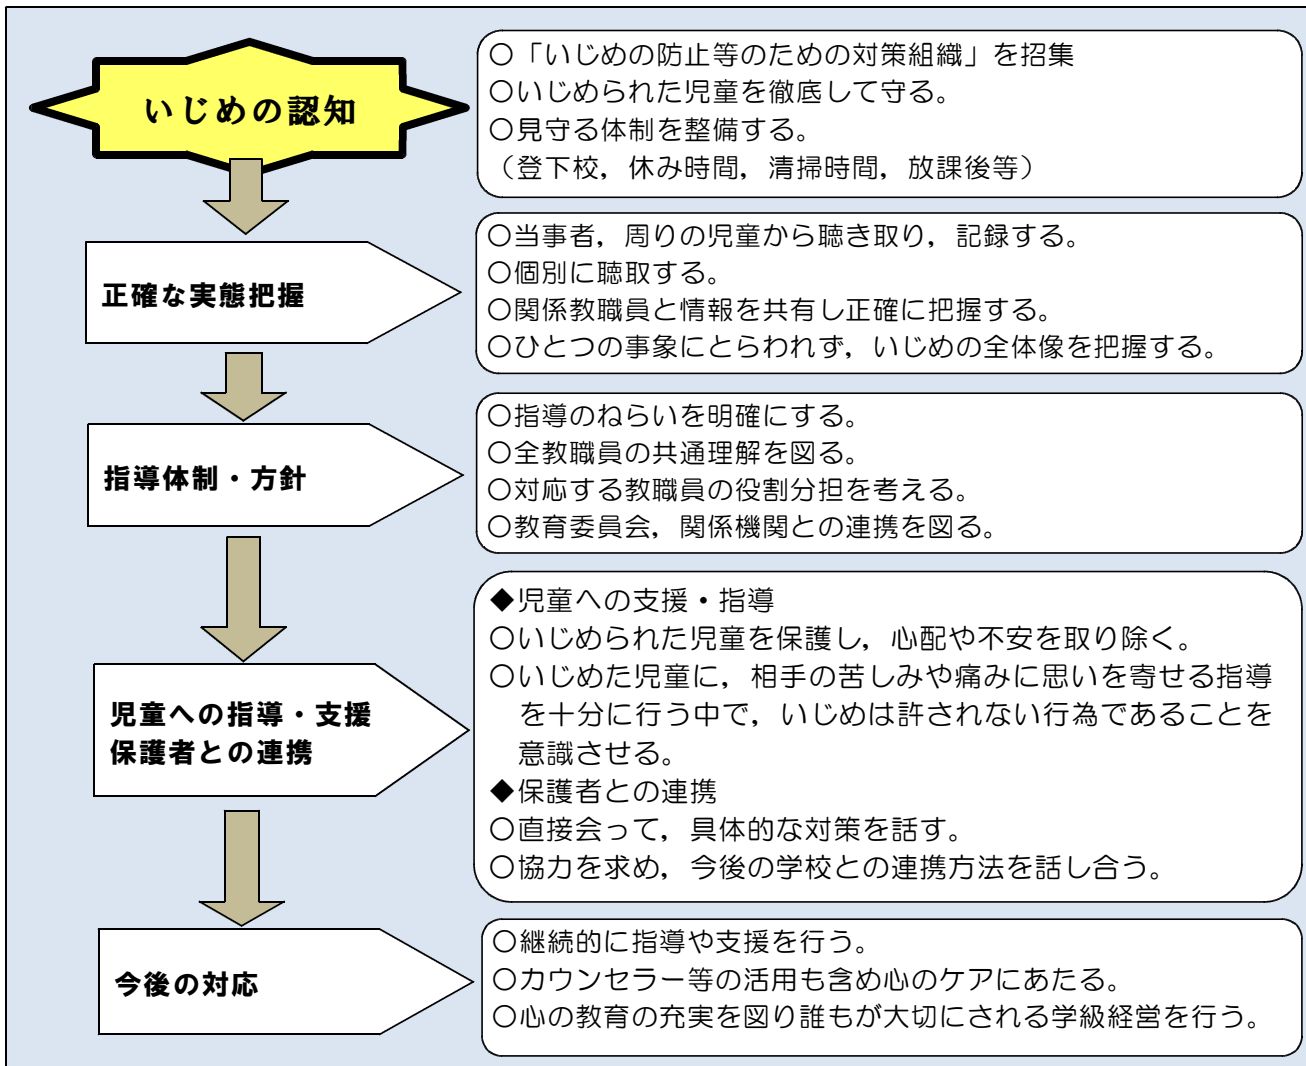 いじめの認知
○「いじめの防止等のための対策組織」を招集
○いじめられた児童を徹底して守る。
○見守る体制を整備する。
（登下校，休み時間，清掃時間，放課後等）
正確な実態把握
○当事者，周りの児童から聴き取り，記録する。
○個別に聴取する。
○関係教職員と情報を共有し正確に把握する。
○ひとつの事象にとらわれず，いじめの全体像を把握する。
指導体制・方針
○指導のねらいを明確にする。
○全教職員の共通理解を図る。
○対応する教職員の役割分担を考える。
○教育委員会，関係機関との連携を図る。
児童への指導・支援
保護者との連携
◆児童への支援・指導
○いじめられた児童を保護し，心配や不安を取り除く。
○いじめた児童に，相手の苦しみや痛みに思いを寄せる指導
を十分に行う中で，いじめは許されない行為であることを
意識させる。
◆保護者との連携
○直接会って，具体的な対策を話す。
○協力を求め，今後の学校との連携方法を話し合う。
今後の対応
○継続的に指導や支援を行う。
○カウンセラー等の活用も含め心のケアにあたる。
○心の教育の充実を図り誰もが大切にされる学級経営を行う。